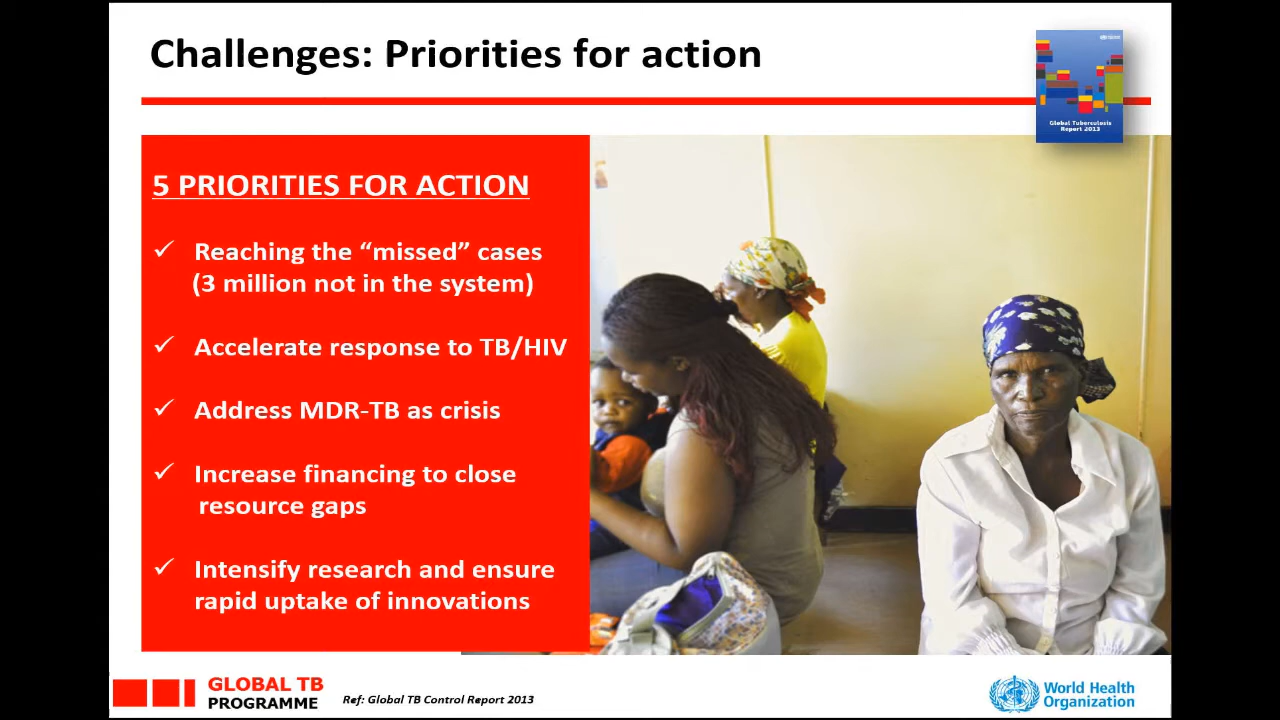 Challenges: Priorities for action
Global Tuberculosis
Report 2013
5 PRIORITIES FOR ACTION
✓ Reaching the “missed” cases
(3 million not in the system)
✓ Accelerate response to TB/HIV
✓ Address MDR-TB as crisis
✓ Increase financing to close
resource gaps
✓ Intensify research and ensure
rapid uptake of innovations
GLOBAL TB
PROGRAMME
Ref: Global TB Control Report 2013
World Health
Organization